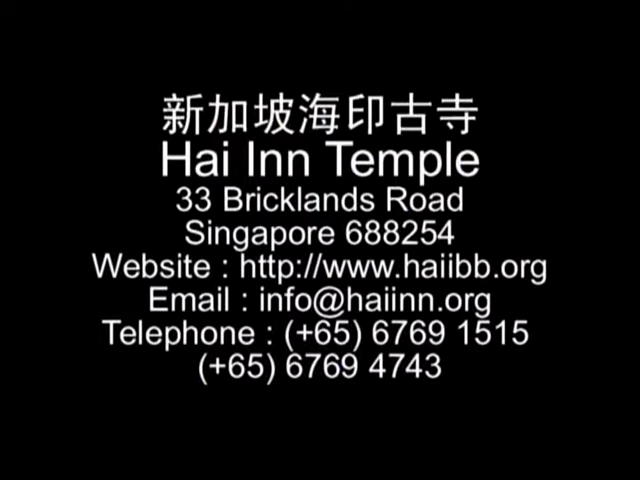 新加坡海印古寺
Hai Inn Temple
33 Bricklands Road
Singapore 688254
Website : http://www.haiibb.org
Email : info@haiinn.org
Telephone : (+65) 6769 1515
(+65) 6769 4743